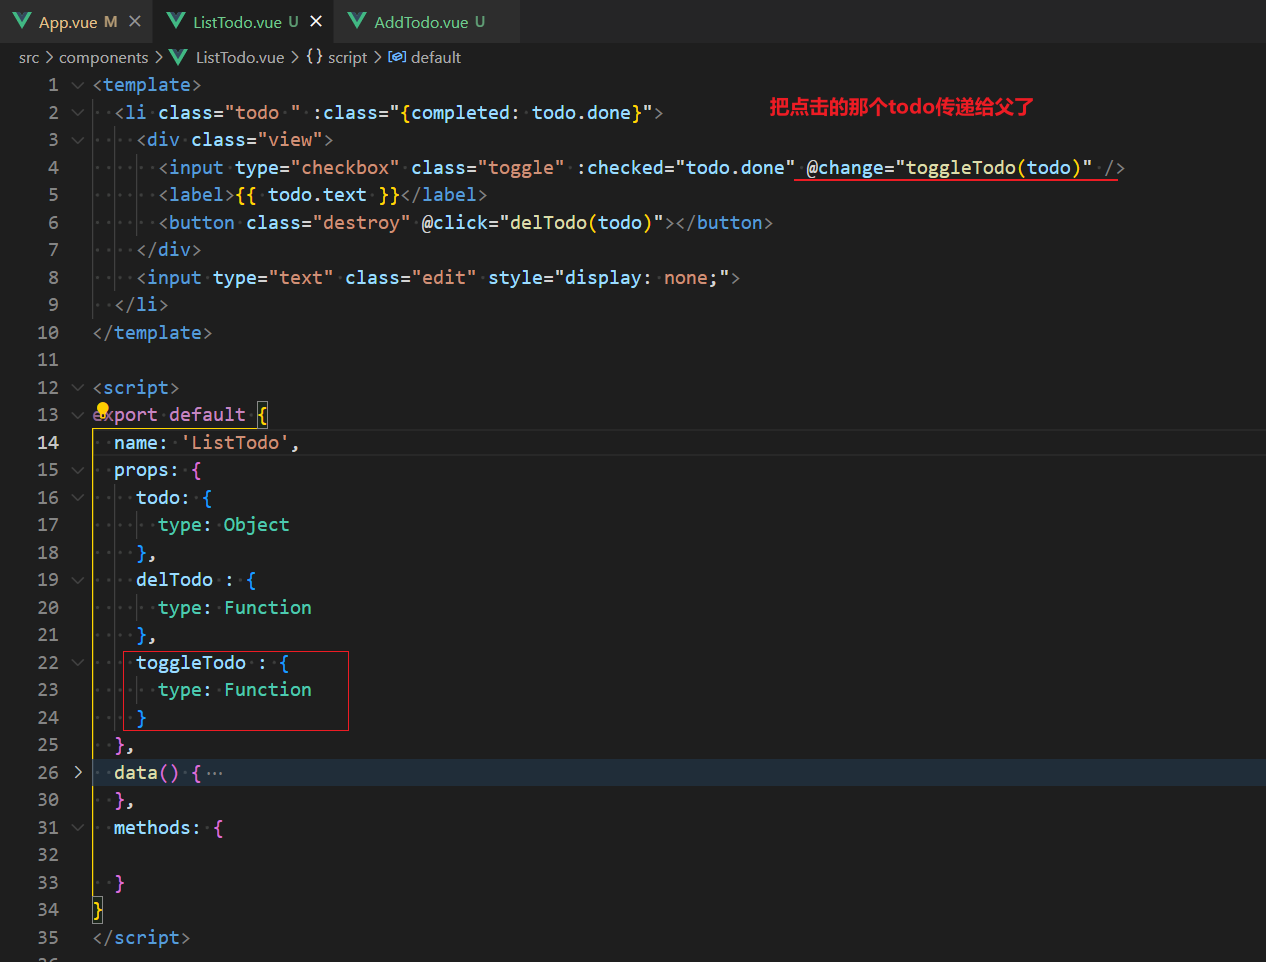 App.vue M × ListTodo.vue U × AddTodo.vue U
src > components > ListTodo.vue > {} script > default
1 <template>
2 <li class="todo " :class="{completed: todo.done}">
把点击的那个todo传递给父了
3 <div class="view">
4 <input type="checkbox" class="toggle" :checked="todo.done" @change="toggleTodo(todo)" />
5 <label>{{ todo.text }}</label>
6 <button class="destroy" @click="delTodo(todo)"></button>
7 </div>
8 <input type="text" class="edit" style="display: none;">
9 </li>
10 </template>
11
12 <script>
13 export default {
14 name: 'ListTodo',
15 props: {
16 todo: {
17 type: Object
18 },
19 delTodo : {
20 type: Function
21 },
22 toggleTodo : {
23 type: Function
24 }
25 },
26 data() { ···
30 },
31 methods: {
32
33 }
34 }
35 </script>